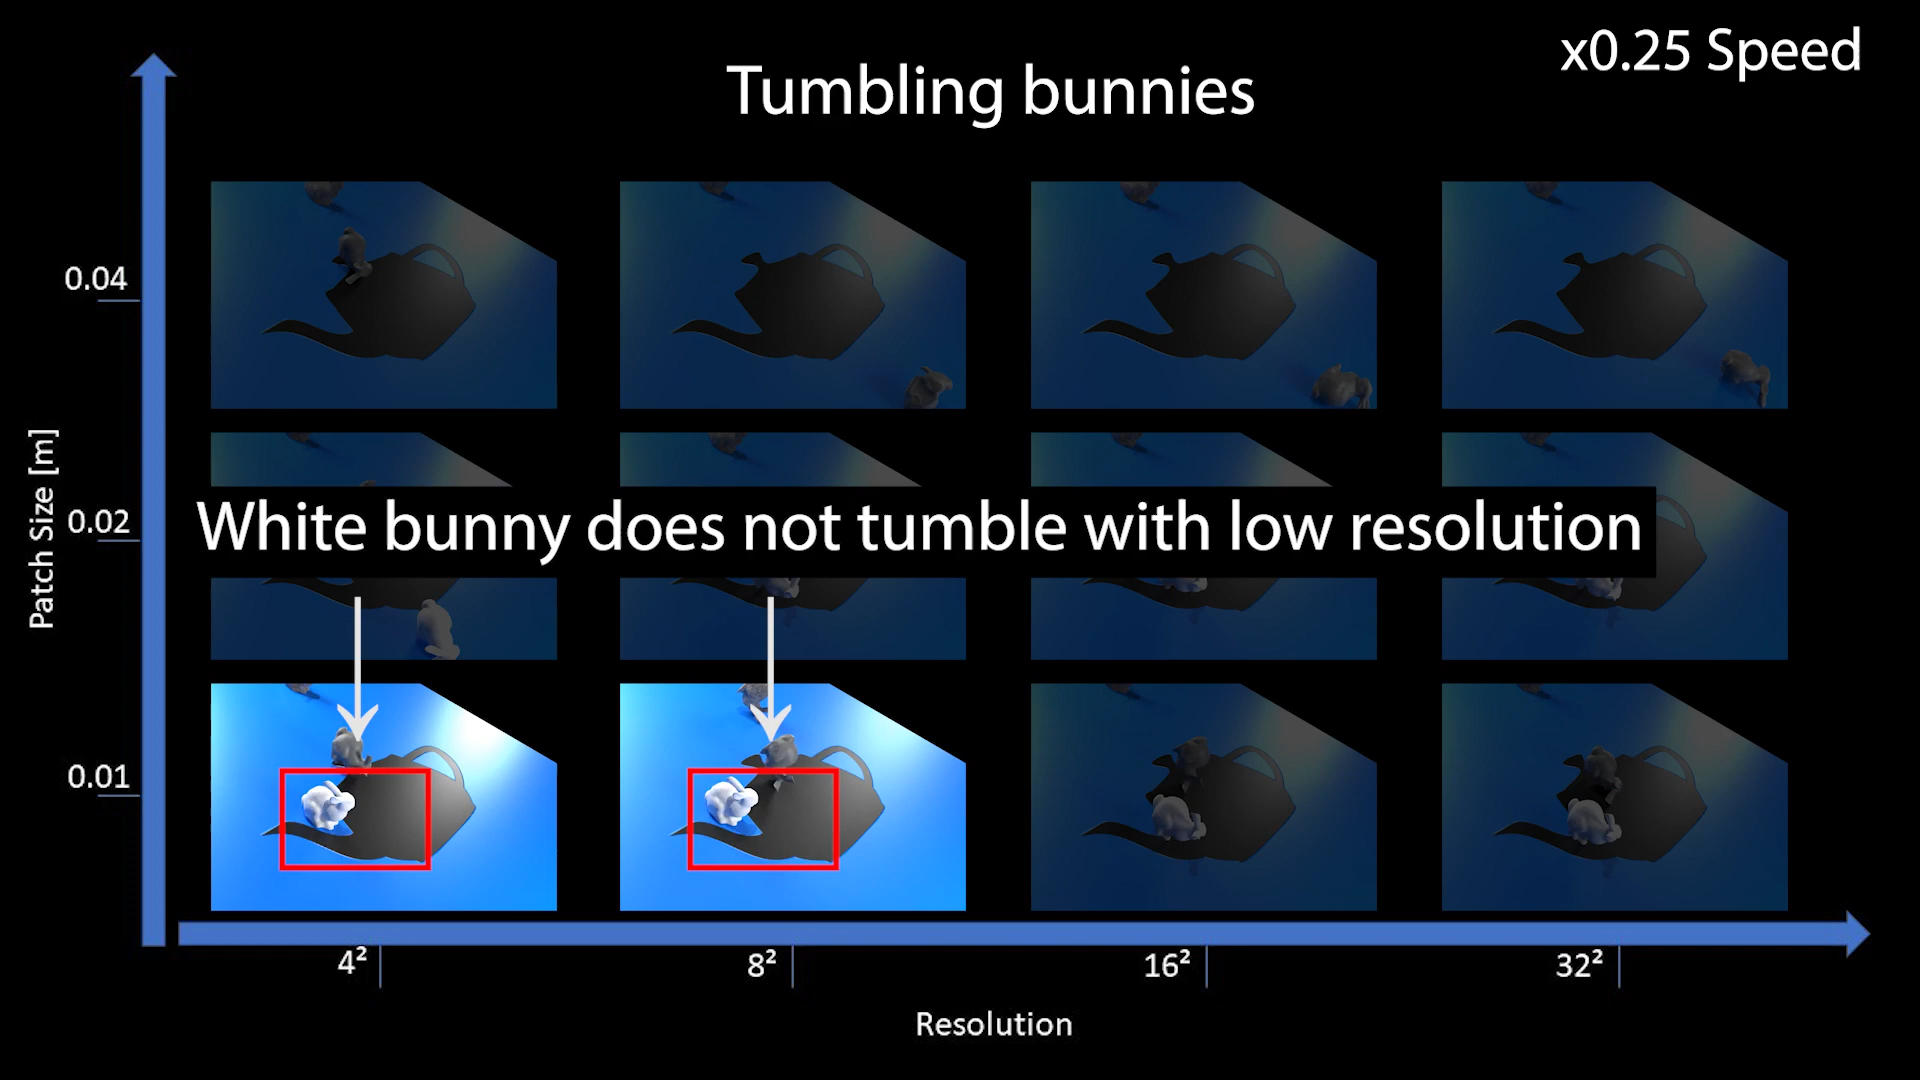 x0.25 Speed
Tumbling bunnies
0.04
White bunny does not tumble with low resolution
0.02
Patch Size [m]
0.01
4²
8²
16²
32²
Resolution